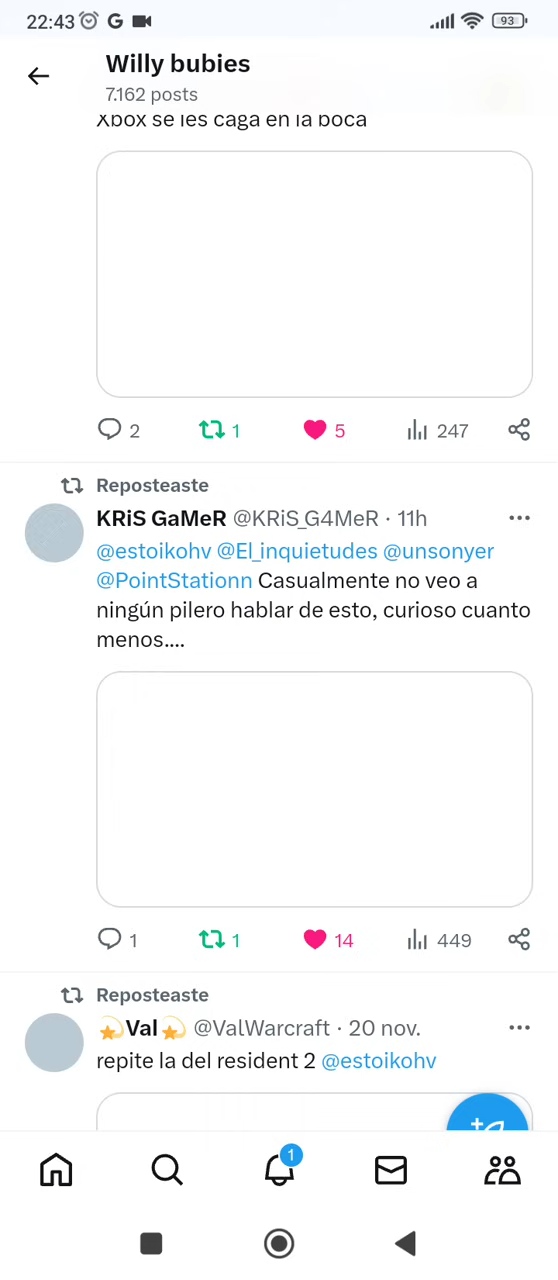 22:43 G 93
Willy bubies
7.162 posts
Xbox se les caga en la boca
2 1 5 247
Reposteaste
KRiS GaMeR @KRiS_G4MeR · 11h
@estoikohv @El_inquietudes @unsonyer
@PointStationn Casualmente no veo a
ningún pilero hablar de esto, curioso cuanto
menos....
1 1 14 449
Reposteaste
💫Val💫 @ValWarcraft · 20 nov.
repite la del resident 2 @estoikohv
1